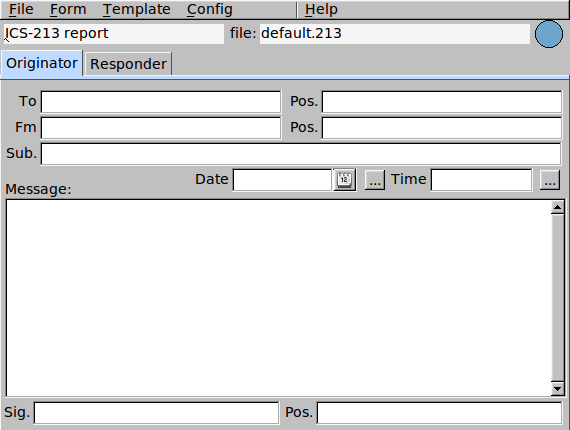 File Form Template Config Help
ICS-213 report file: default.213
Originator Responder
To Pos.
Fm Pos.
Sub.
Date 12 ... Time ...
Message:
Sig. Pos.